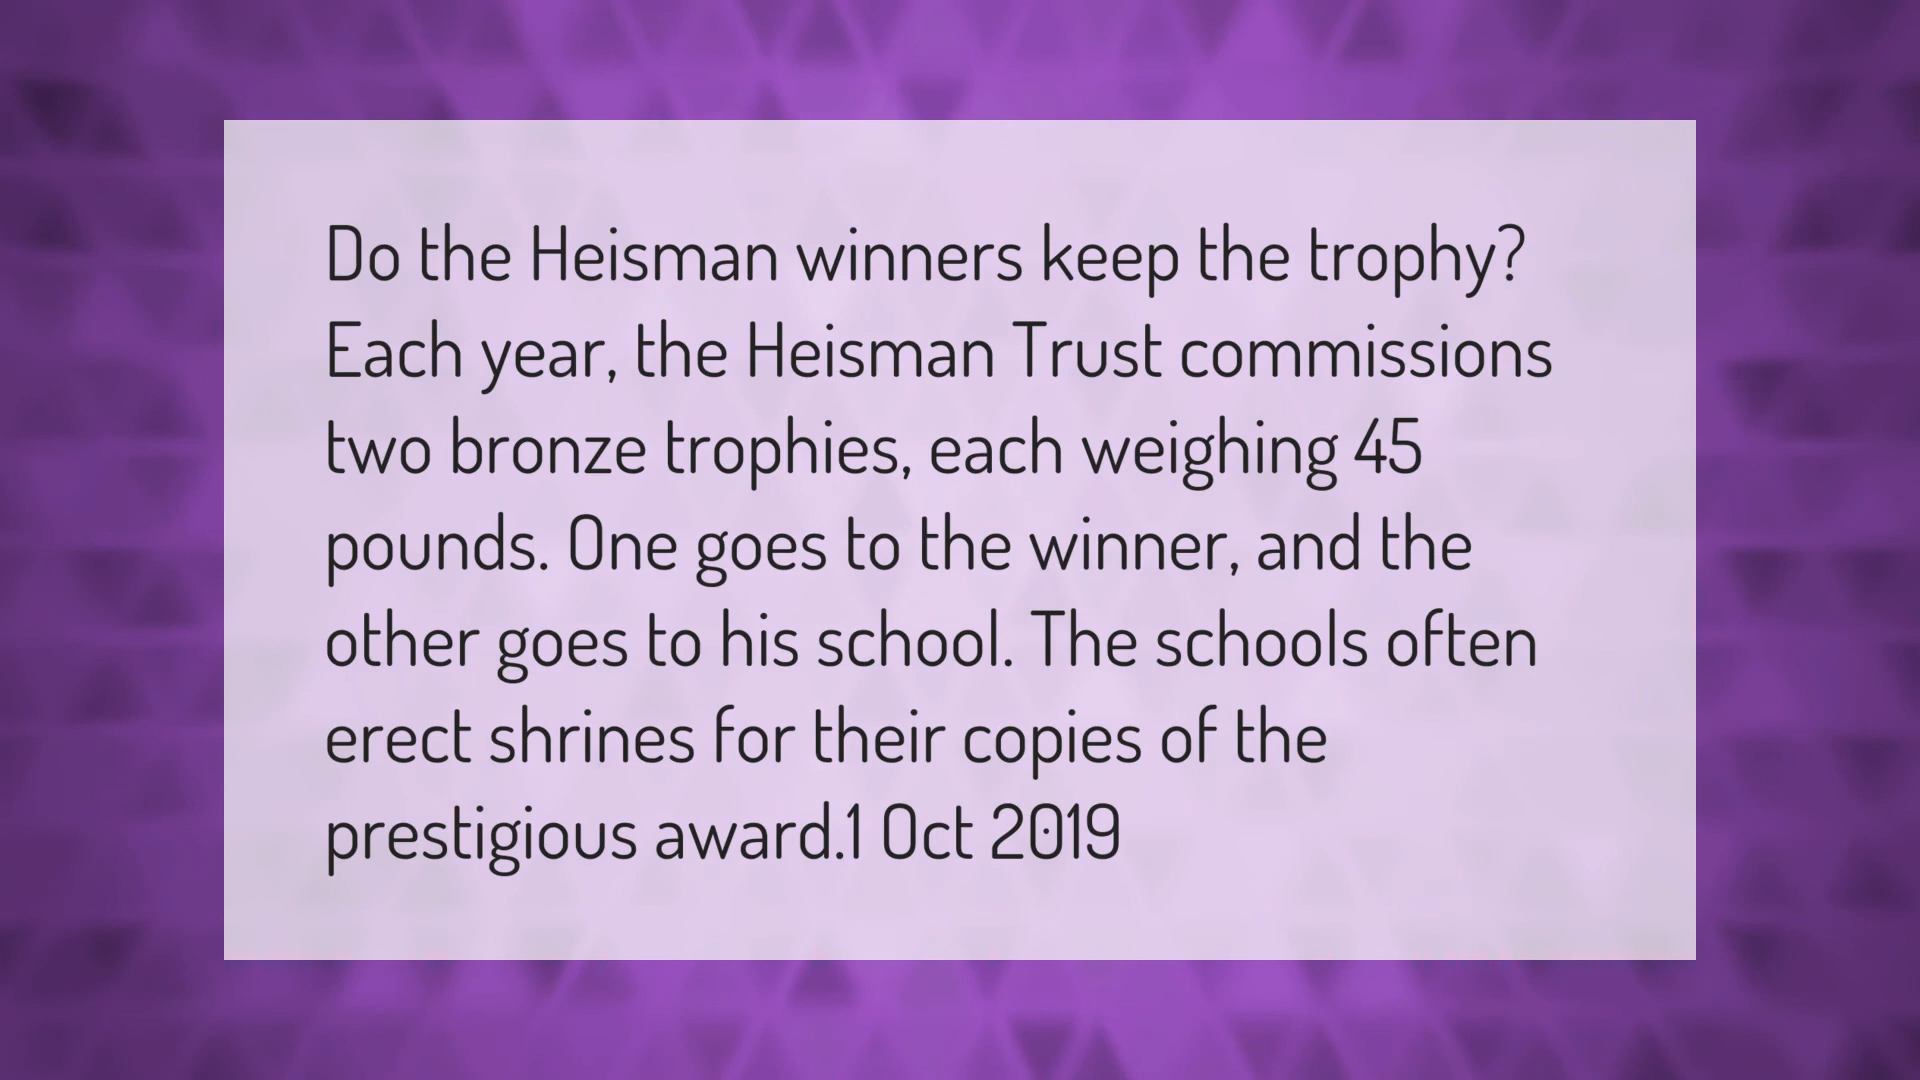 Do the Heisman winners keep the trophy?
Each year, the Heisman Trust commissions
two bronze trophies, each weighing 45
pounds. One goes to the winner, and the
other goes to his school. The schools often
erect shrines for their copies of the
prestigious award.1 Oct 2019